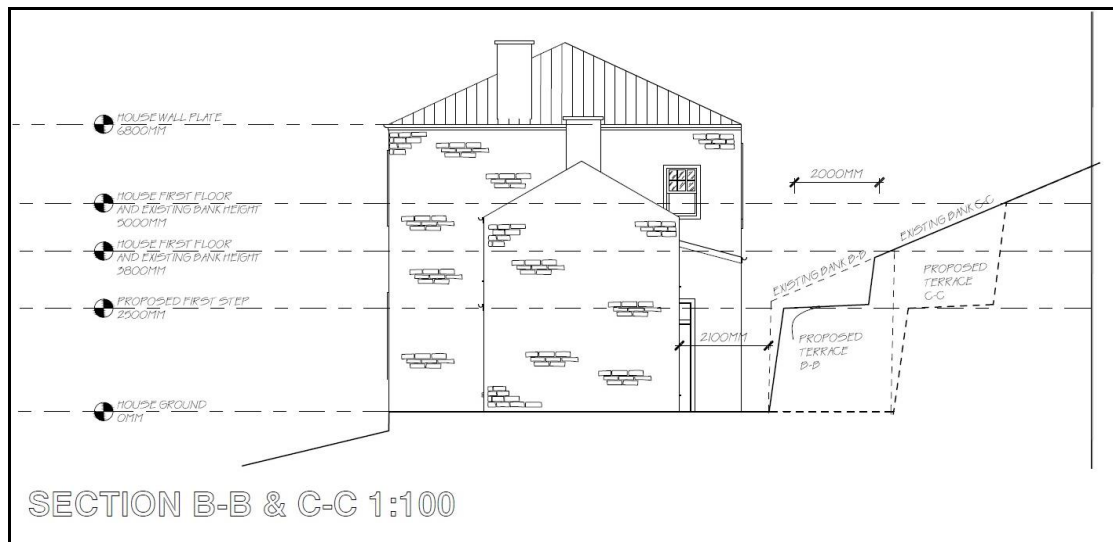 HOUSE WALL PLATE
6800MM
HOUSE FIRST FLOOR
AND EXISTING BANK HEIGHT
5000MM
HOUSE FIRST FLOOR
AND EXISTING BANK HEIGHT
3800MM
PROPOSED FIRST STEP
2500MM
HOUSE GROUND
0MM
2000MM
EXISTING BANK C-C
EXISTING BANK B-B
PROPOSED
TERRACE
C-C
2100MM
PROPOSED
TERRACE
B-B
SECTION B-B & C-C 1:100